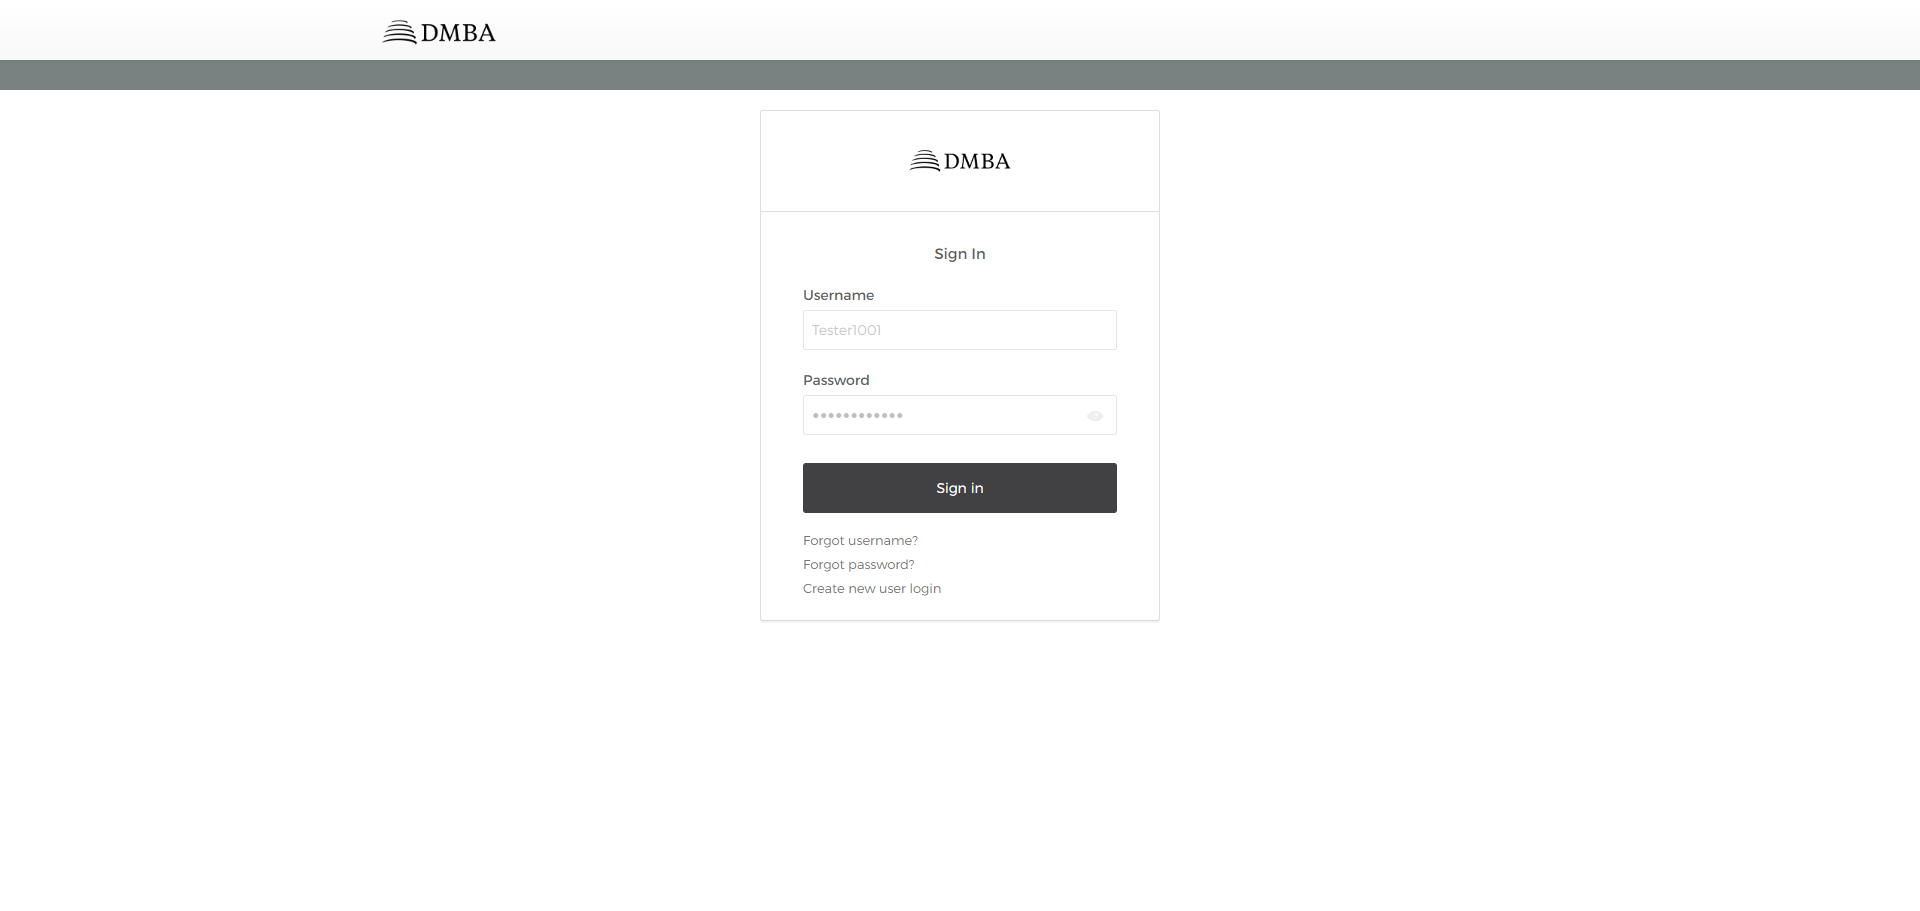 DMBA
DMBA
Sign In
Username
Tester1001
Password
••••••••••••
Sign in
Forgot username?
Forgot password?
Create new user login